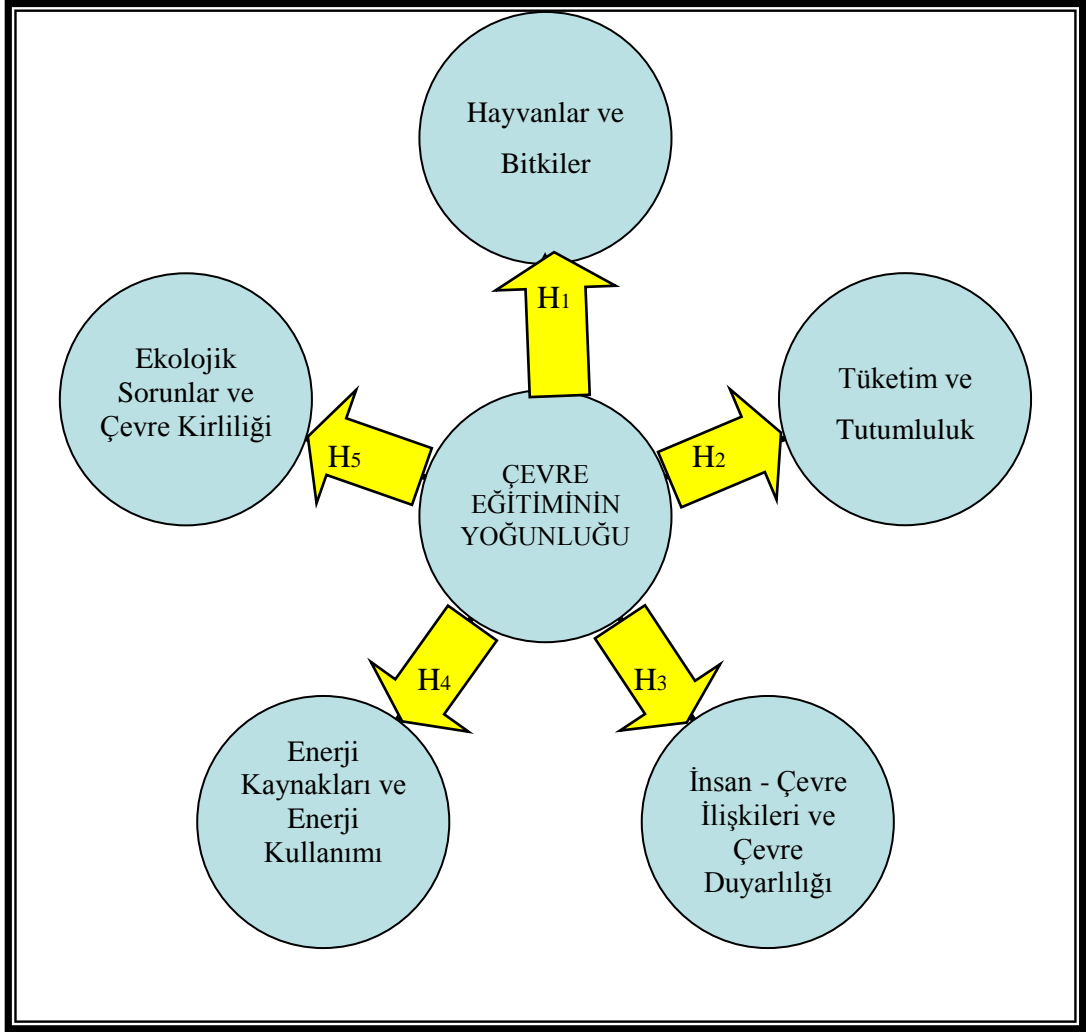 Hayvanlar ve
Bitkiler
H1
Ekolojik
Sorunlar ve
Çevre Kirliliği
H5
ÇEVRE
EĞİTİMİNİN
YOĞUNLUĞU
H2
Tüketim ve
Tutumluluk
H4
H3
Enerji
Kaynakları ve
Enerji
Kullanımı
İnsan - Çevre
İlişkileri ve
Çevre
Duyarlılığı